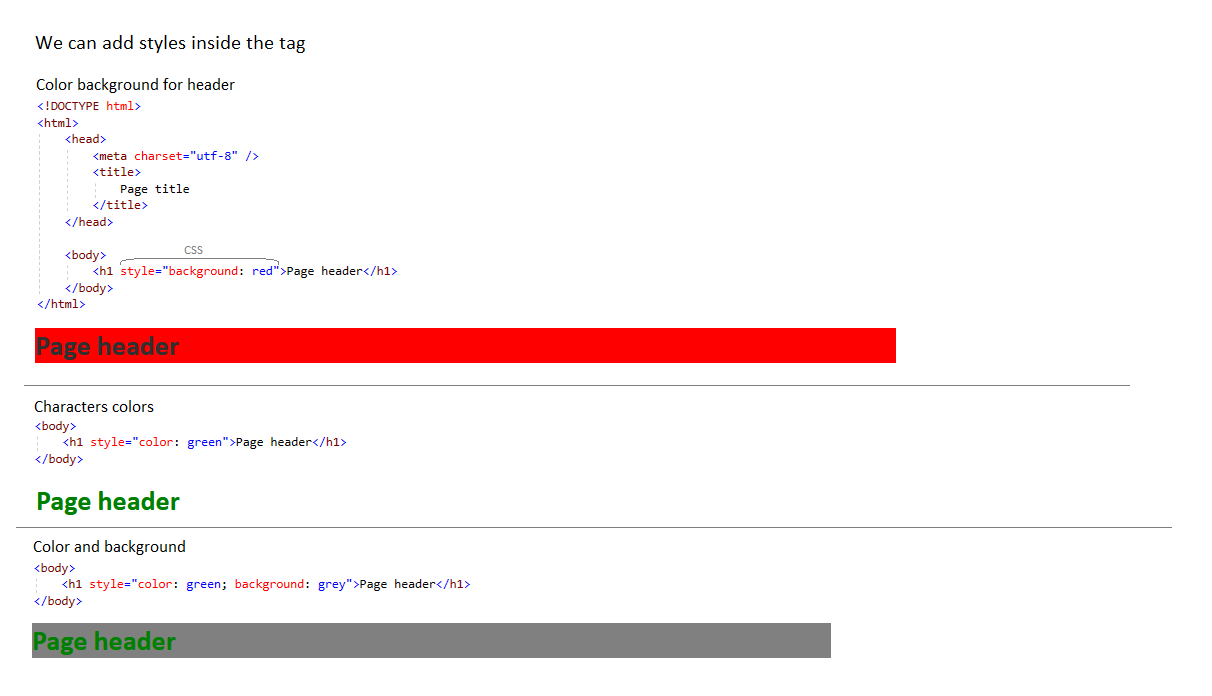 We can add styles inside the tag
Color background for header
<!DOCTYPE html>
<html>
<head>
<meta charset="utf-8" />
<title>
Page title
</title>
</head>
CSS
<body>
<h1 style="background: red">Page header</h1>
</body>
</html>
Page header
Characters colors
<body>
<h1 style="color: green">Page header</h1>
</body>
Page header
Color and background
<body>
<h1 style="color: green; background: grey">Page header</h1>
</body>
Page header